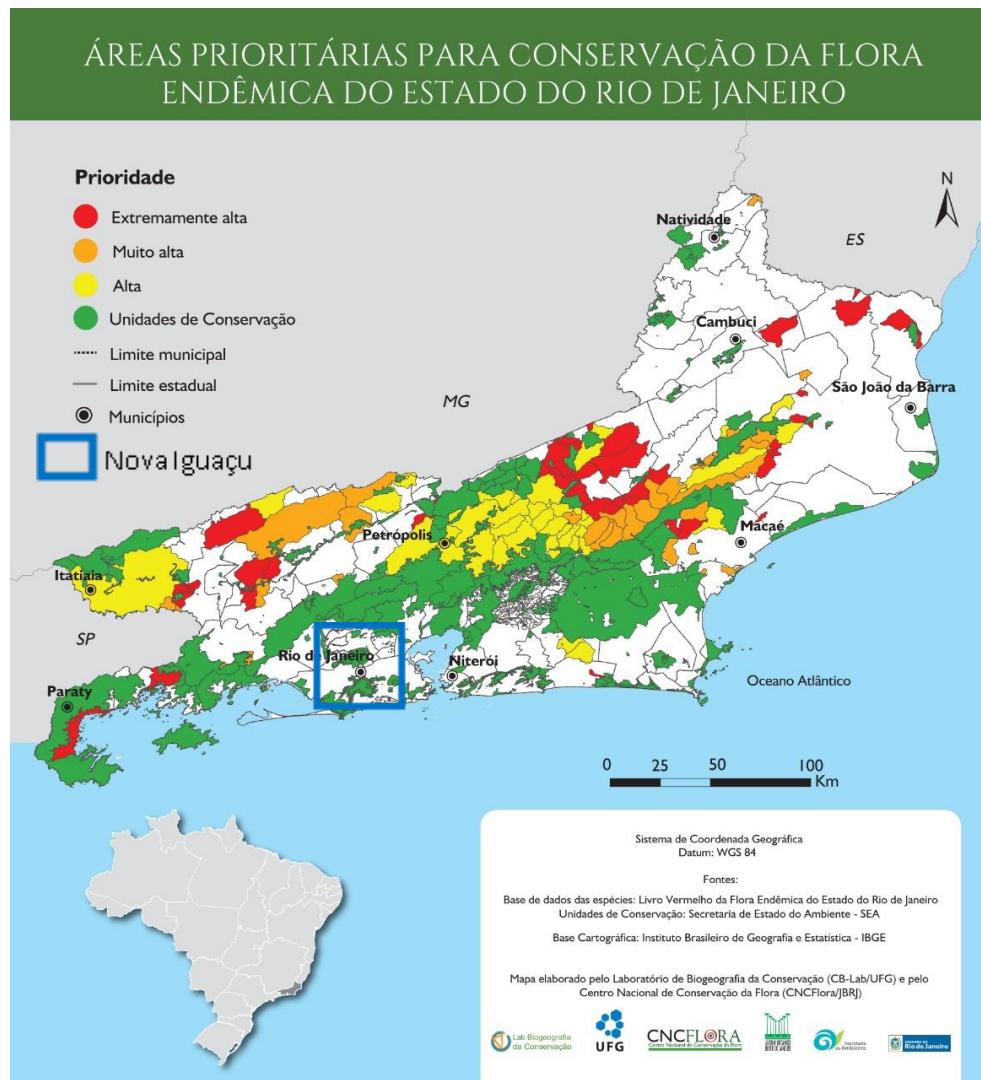 ÁREAS PRIORITÁRIAS PARA CONSERVAÇÃO DA FLORA
ENDÊMICA DO ESTADO DO RIO DE JANEIRO
Prioridade
Extremamente alta
Muito alta
Alta
Unidades de Conservação
Limite municipal
Limite estadual
Municípios
Nova Iguaçu
N
Natividade
ES
Cambuci
São João da Barra
MG
Macaé
Petrópolis
Itatiaia
SP
Rio de Janeiro
Niterói
Paraty
Oceano Atlântico
0 25 50 100
Km
Sistema de Coordenada Geográfica
Datum: WGS 84
Fontes:
Base de dados das espécies: Livro Vermelho da Flora Endêmica do Estado do Rio de Janeiro
Unidades de Conservação: Secretaria de Estado do Ambiente - SEA
Base Cartográfica: Instituto Brasileiro de Geografia e Estatística - IBGE
Mapa elaborado pelo Laboratório de Biogeografia da Conservação (CB-Lab/UFG) e pelo
Centro Nacional de Conservação da Flora (CNCFlora/JBRJ)
Lab Biogeografia
da Conservação
UFG
CNCFLORA
Centro Nacional de Conservação da Flora
Secretaria
do Ambiente
Rio de Janeiro